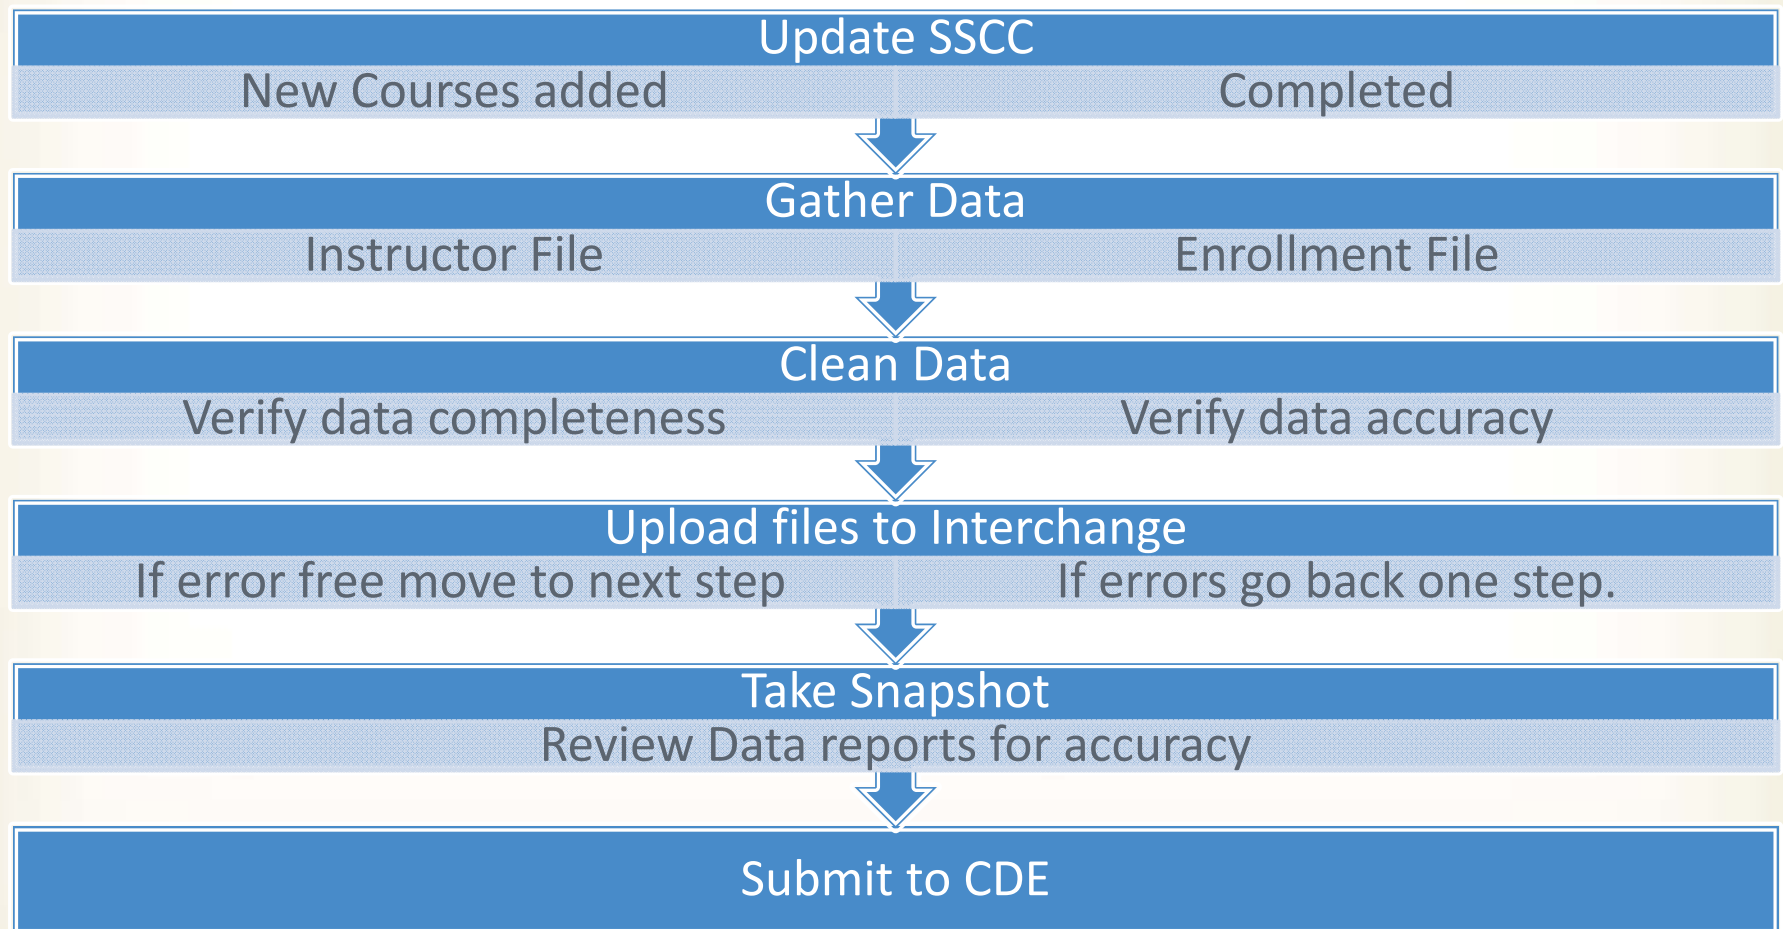 Update SSCC
New Courses added
Completed
Gather Data
Instructor File
Enrollment File
Clean Data
Verify data completeness
Verify data accuracy
Upload files to Interchange
If error free move to next step
If errors go back one step.
Take Snapshot
Review Data reports for accuracy
Submit to CDE